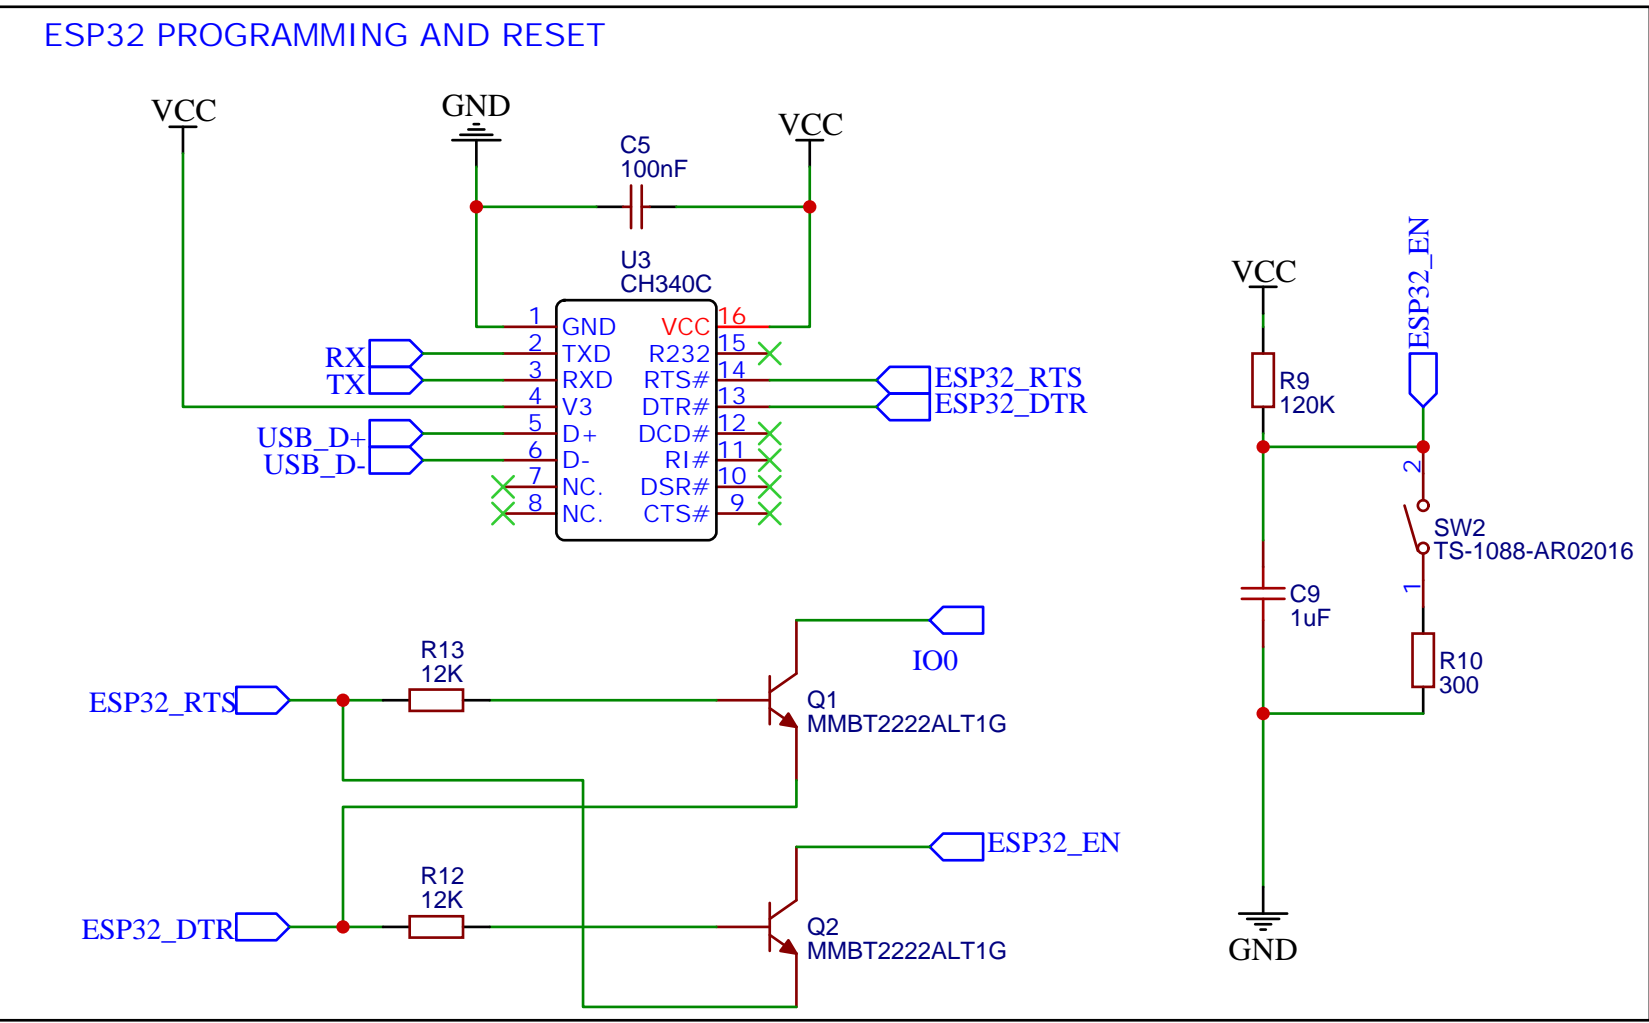 ESP32 PROGRAMMING AND RESET
VCC
GND
VCC
C5
100nF
U3
CH340C
1
GND
VCC
16
RX
2
TXD
R232
15
TX
3
RXD
RTS#
14
ESP32_RTS
4
V3
DTR#
13
ESP32_DTR
USB_D+
5
D+
DCD#
12
USB_D-
6
D-
RI#
11
7
NC.
DSR#
10
8
NC.
CTS#
9
VCC
ESP32_EN
R9
120K
2
SW2
TS-1088-AR02016
1
C9
1uF
R10
300
GND
IO0
R13
12K
ESP32_RTS
Q1
MMBT2222ALT1G
ESP32_EN
R12
12K
ESP32_DTR
Q2
MMBT2222ALT1G